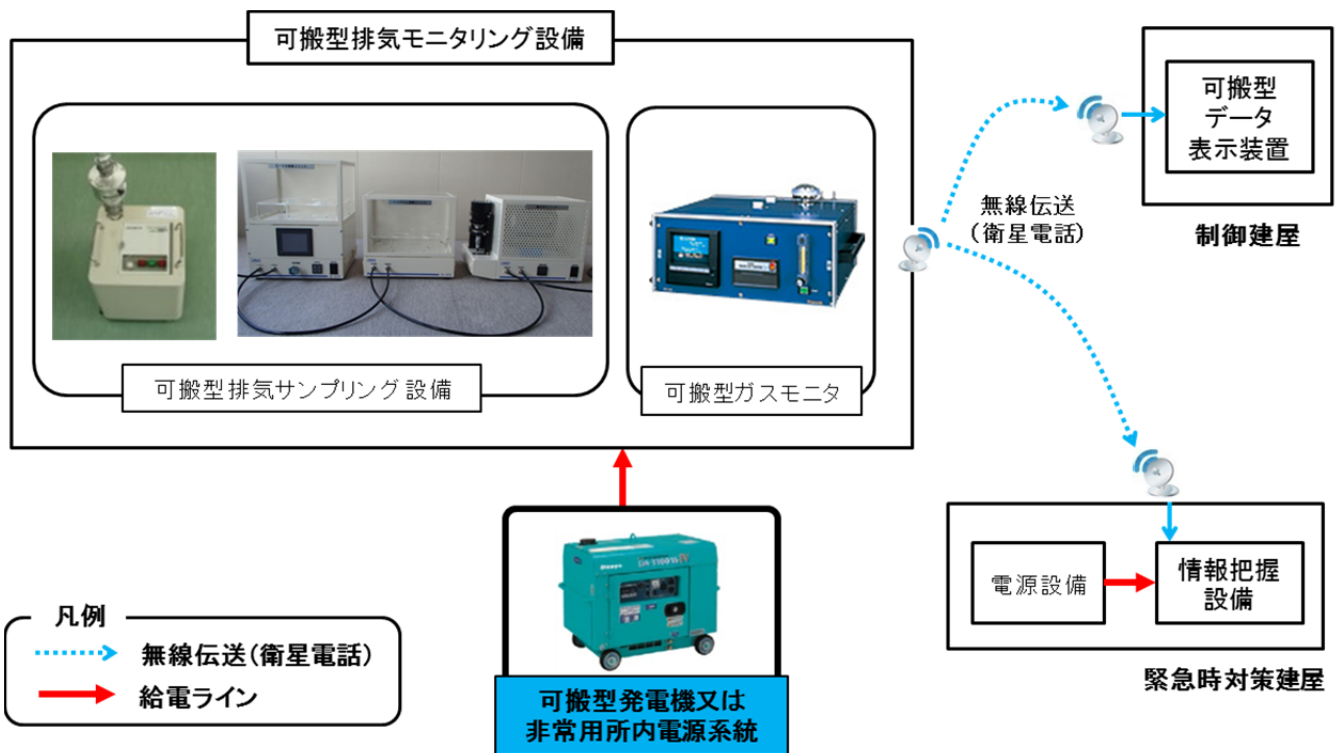 可搬型排気モニタリング設備
可搬型排気サンプリング設備
可搬型ガスモニタ
無線伝送
（衛星電話）
可搬型
データ
表示装置
制御建屋
電源設備
情報把握
設備
緊急時対策建屋
可搬型発電機又は
非常用所内電源系統
凡例
無線伝送（衛星電話）
給電ライン